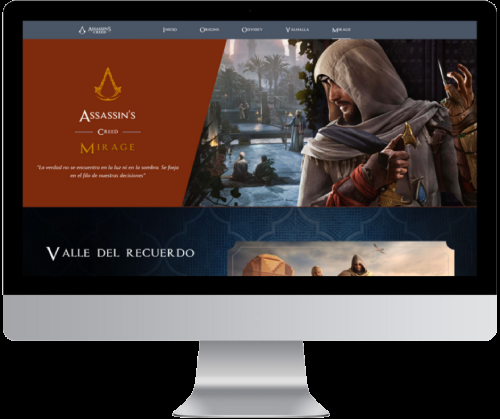 ASSASSIN'S
CREED
Inicio Origins Odyssey Valhalla Mirage
Assassin's
Creed
Mirage
"La verdad no se encuentra en la luz ni en la sombra. Se forja
en el filo de nuestras decisiones"
Valle del recuerdo